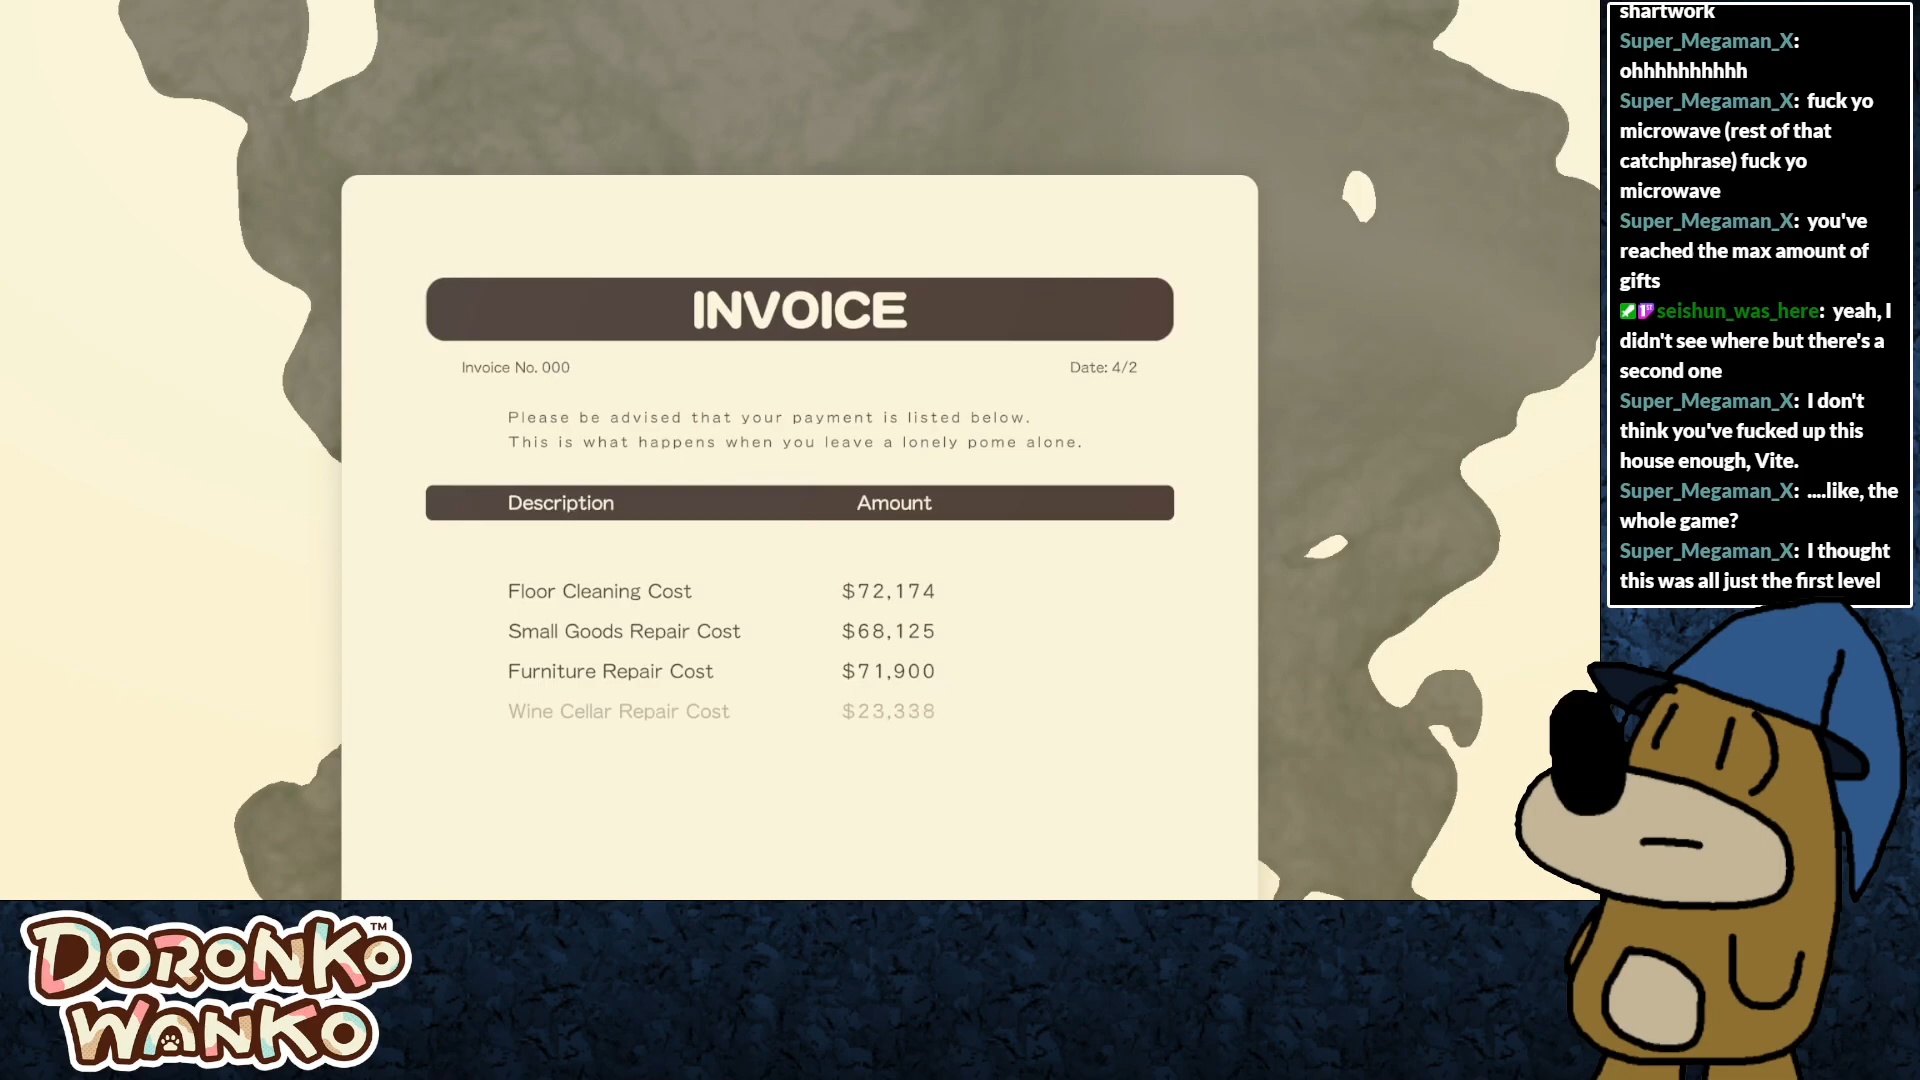 INVOICE
Invoice No. 000
Date: 4/2
Please be advised that your payment is listed below.
This is what happens when you leave a lonely pome alone.
Description Amount
Floor Cleaning Cost $72,174
Small Goods Repair Cost $68,125
Furniture Repair Cost $71,900
Wine Cellar Repair Cost $23,338
shartwork
Super_Megaman_X:
ohhhhhhhhhh
Super_Megaman_X: fuck yo
microwave (rest of that
catchphrase) fuck yo
microwave
Super_Megaman_X: you've
reached the max amount of
gifts
seishun_was_here: yeah, I
didn't see where but there's a
second one
Super_Megaman_X: I don't
think you've fucked up this
house enough, Vite.
Super_Megaman_X: ....like, the
whole game?
Super_Megaman_X: I thought
this was all just the first level
DORONKO
WANKO
TM